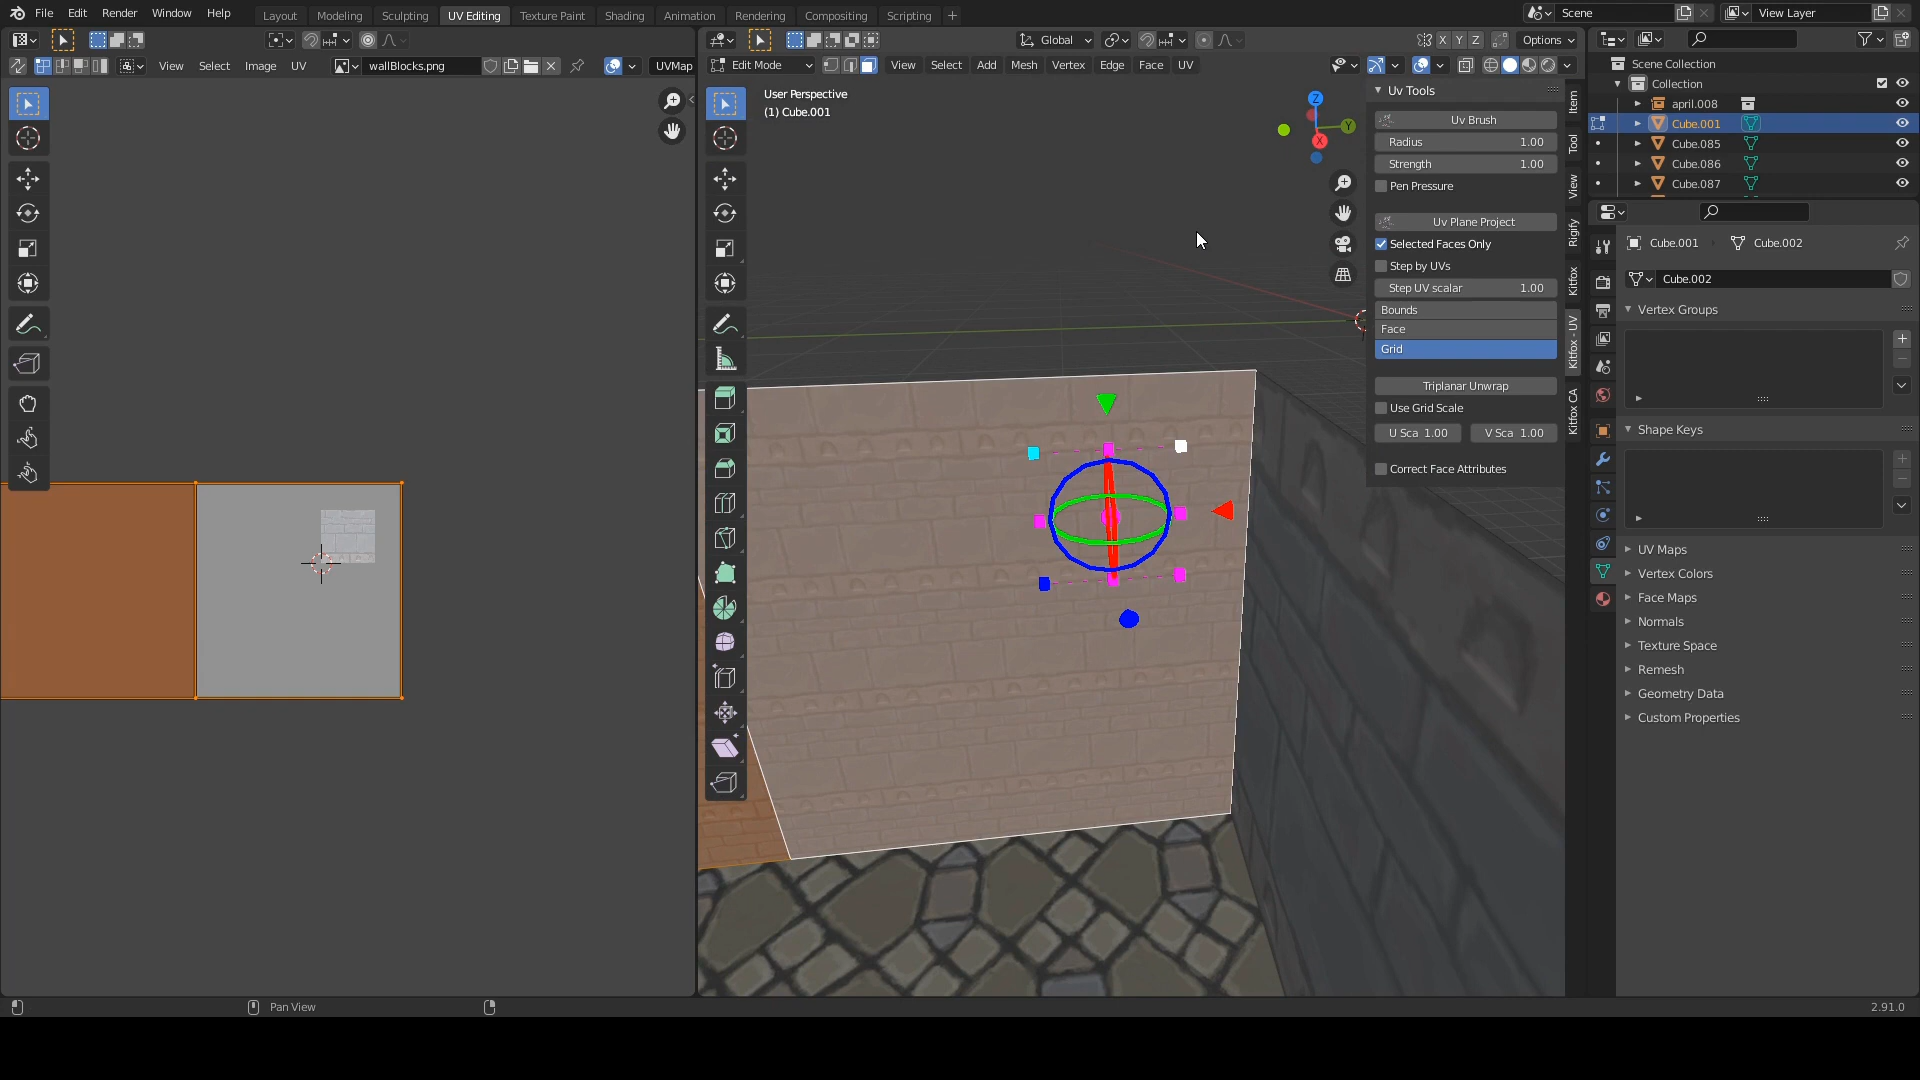 File Edit Render Window Help Layout Modeling Sculpting UV Editing Texture Paint Shading Animation Rendering Compositing Scripting + Scene View Layer
Global X Y Z Options
View Select Image UV wallBlocks.png UVMap
Edit Mode View Select Add Mesh Vertex Edge Face UV
User Perspective
(1) Cube.001
Z
Y
X
Uv Tools
Uv Brush
Radius 1.00
Strength 1.00
Pen Pressure
Uv Plane Project
Selected Faces Only
Step by UVs
Step UV scalar 1.00
Bounds
Face
Grid
Triplanar Unwrap
Use Grid Scale
U Sca 1.00 V Sca 1.00
Correct Face Attributes
Item
Tool
View
Rigify
Kitfox
Kitfox - UV
Kitfox CA
Scene Collection
Collection
april.008
Cube.001
Cube.085
Cube.086
Cube.087
Cube.001 Cube.002
Cube.002
Vertex Groups
Shape Keys
UV Maps
Vertex Colors
Face Maps
Normals
Texture Space
Remesh
Geometry Data
Custom Properties
Pan View
2.91.0